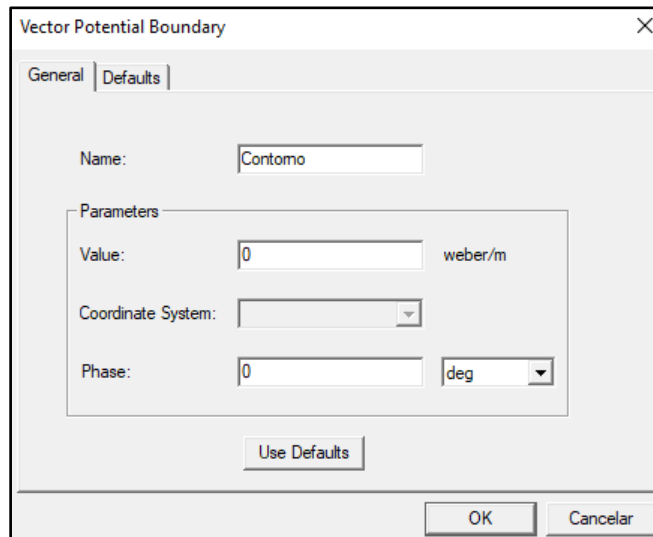 Vector Potential Boundary
General Defaults
Name: Contorno
Parameters
Value: 0 weber/m
Coordinate System:
Phase: 0 deg
Use Defaults
OK Cancelar